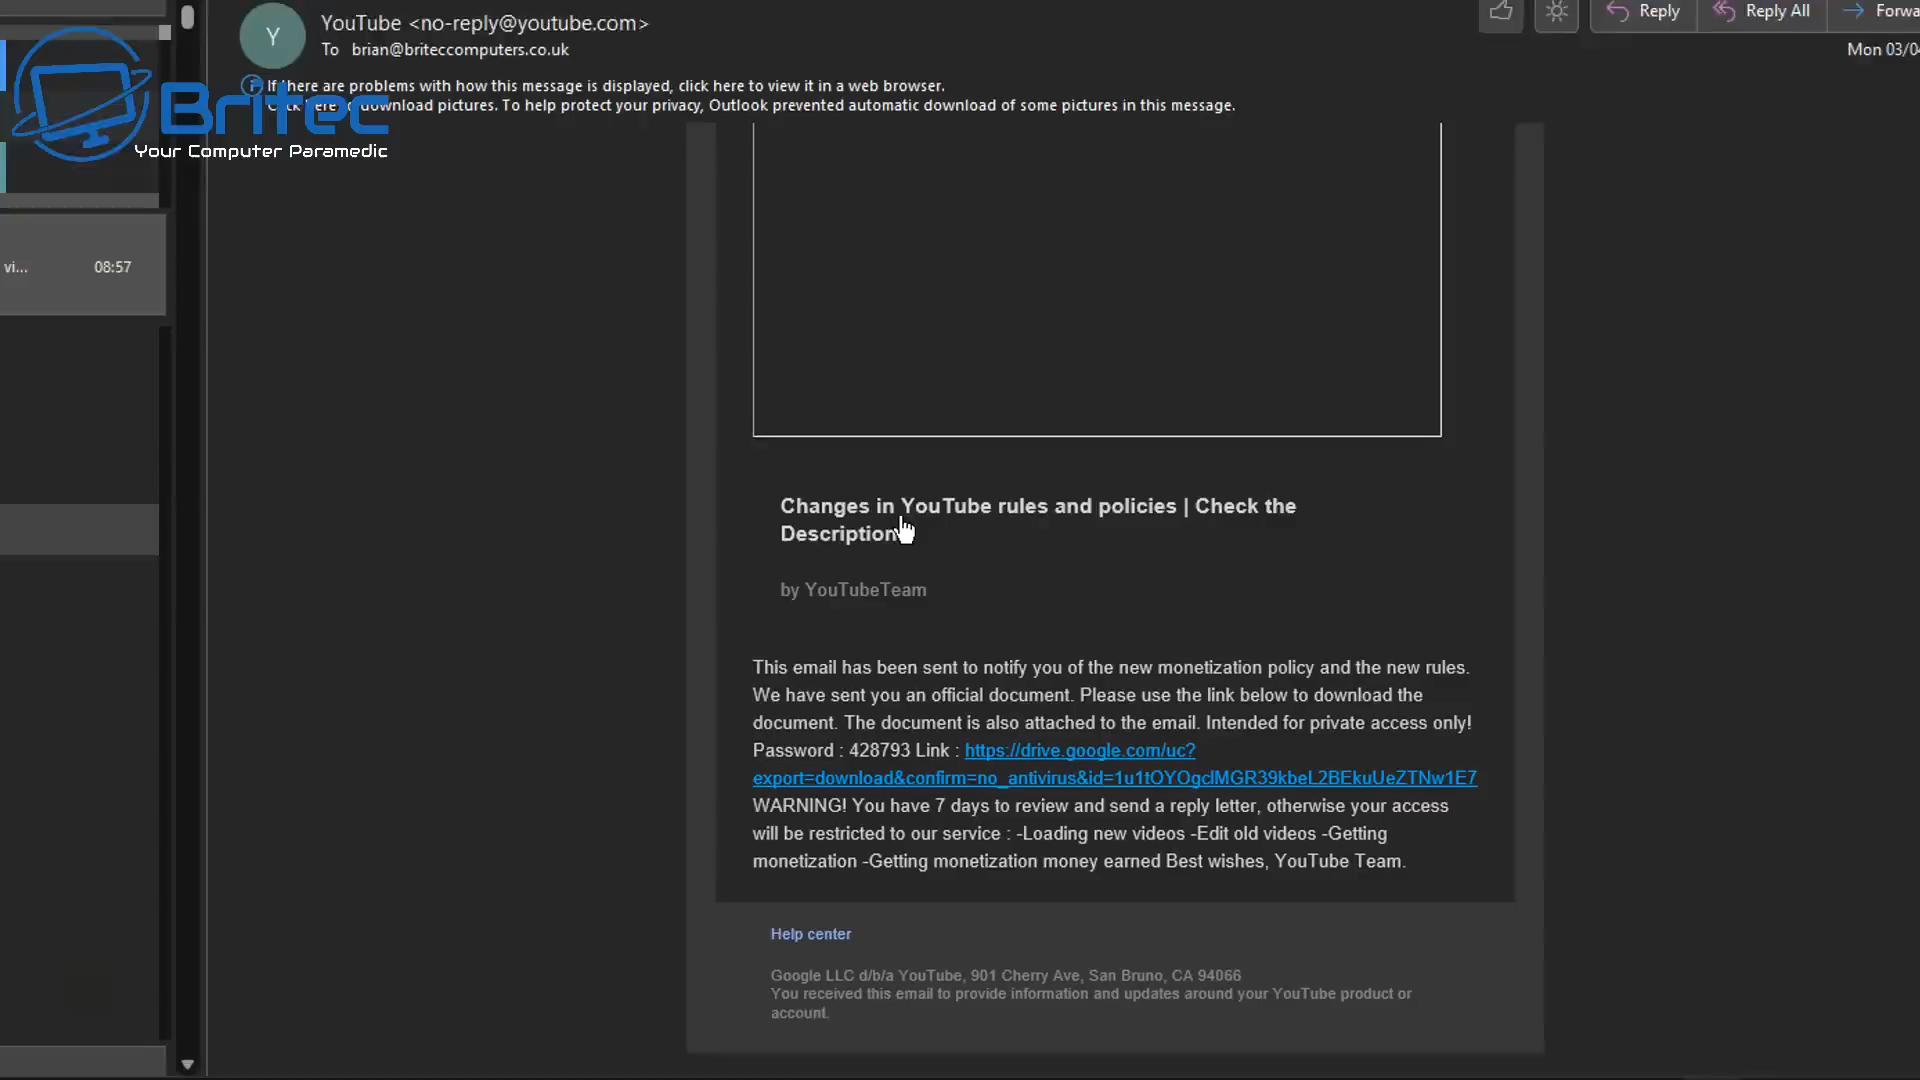 YouTube <no-reply@youtube.com>
Reply
Reply All
Y
To brian@briteccomputers.co.uk
If there are problems with how this message is displayed, click here to view it in a web browser.
Click here to download pictures. To help protect your privacy, Outlook prevented automatic download of some pictures in this message.
Britec
Your Computer Paramedic
vi... 08:57
Changes in YouTube rules and policies | Check the
Description
by YouTubeTeam
This email has been sent to notify you of the new monetization policy and the new rules.
We have sent you an official document. Please use the link below to download the
document. The document is also attached to the email. Intended for private access only!
Password : 428793 Link : https://drive.google.com/uc?
export=download&confirm=no_antivirus&id=1u1tOYOgclMGR39kbeL2BEkuUeZTNw1E7
WARNING! You have 7 days to review and send a reply letter, otherwise your access
will be restricted to our service : -Loading new videos -Edit old videos -Getting
monetization -Getting monetization money earned Best wishes, YouTube Team.
Help center
Google LLC d/b/a YouTube, 901 Cherry Ave, San Bruno, CA 94066
You received this email to provide information and updates around your YouTube product or
account.